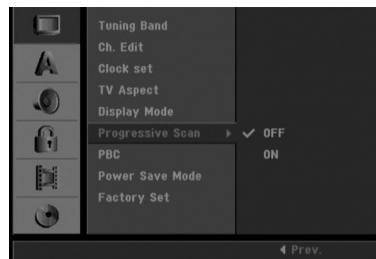 Tuning Band
Ch. Edit
Clock set
TV Aspect
Display Mode
Progressive Scan OFF
PBC ON
Power Save Mode
Factory Set
Prev.